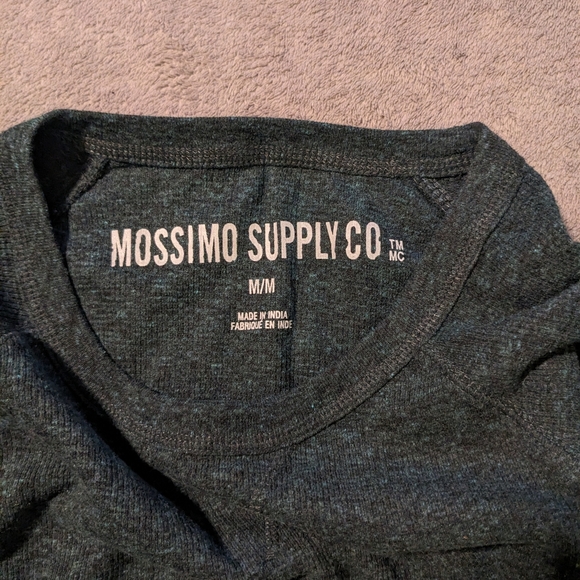 MOSSIMO SUPPLY CO TM
MC
M/M
MADE IN INDIA
FABRIQUÉ EN INDE